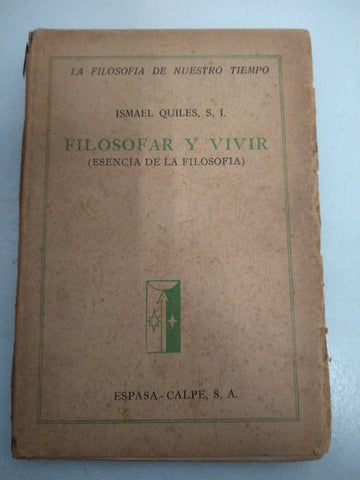 LA FILOSOFIA DE NUESTRO TIEMPO
ISMAEL QUILES, S. I.
FILOSOFAR Y VIVIR
(ESENCIA DE LA FILOSOFIA)
ESPASA-CALPE, S. A.